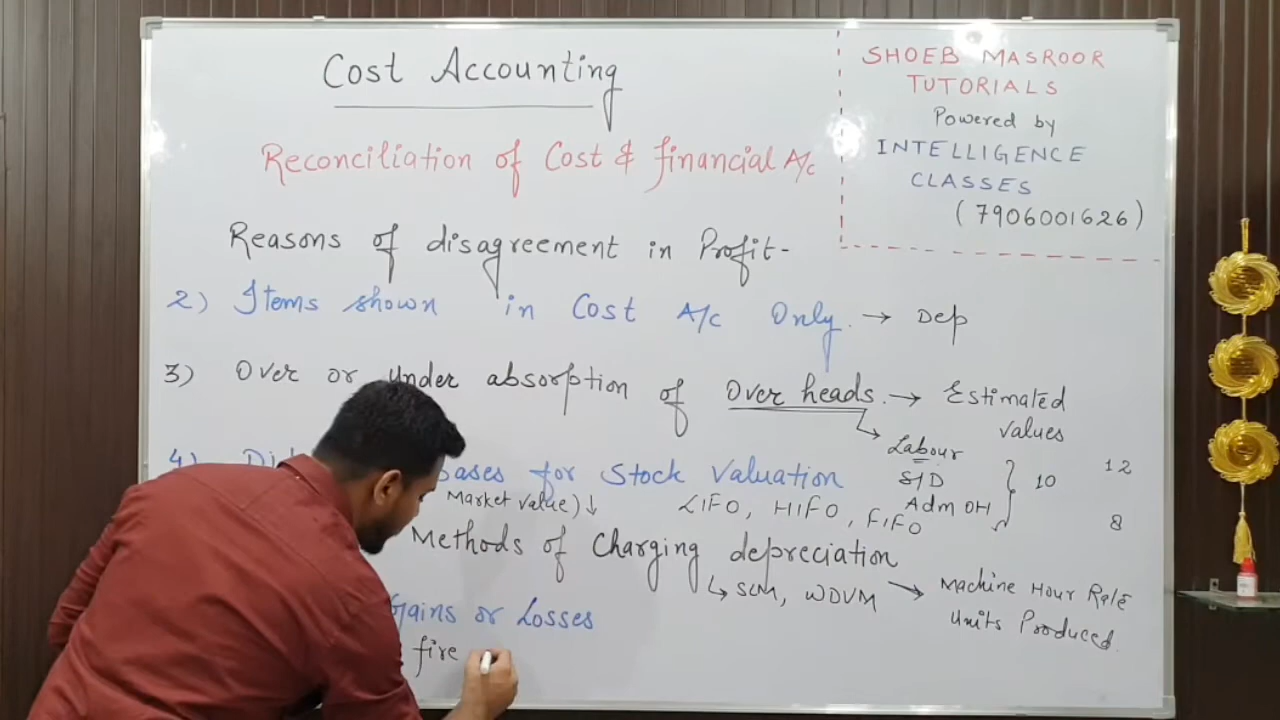 Cost Accounting
Reconciliation of Cost & financial A/c
SHOEB MASROOR
TUTORIALS
Powered by
INTELLIGENCE
CLASSES
(7906001626)
Reasons of disagreement in Profit-
2) Items shown in Cost A/c Only. → Dep
3) Over or under absorption of Over heads. → Estimated
values
Labour
S/D
Adm OH
10
12
8
4) bases for Stock Valuation
Market value) ↓ LIFO, HIFO, FIFO
Methods of Charging depreciation
↳ SLM, WDVM → Machine Hour Rate
Units Produced
Gains or Losses
fire